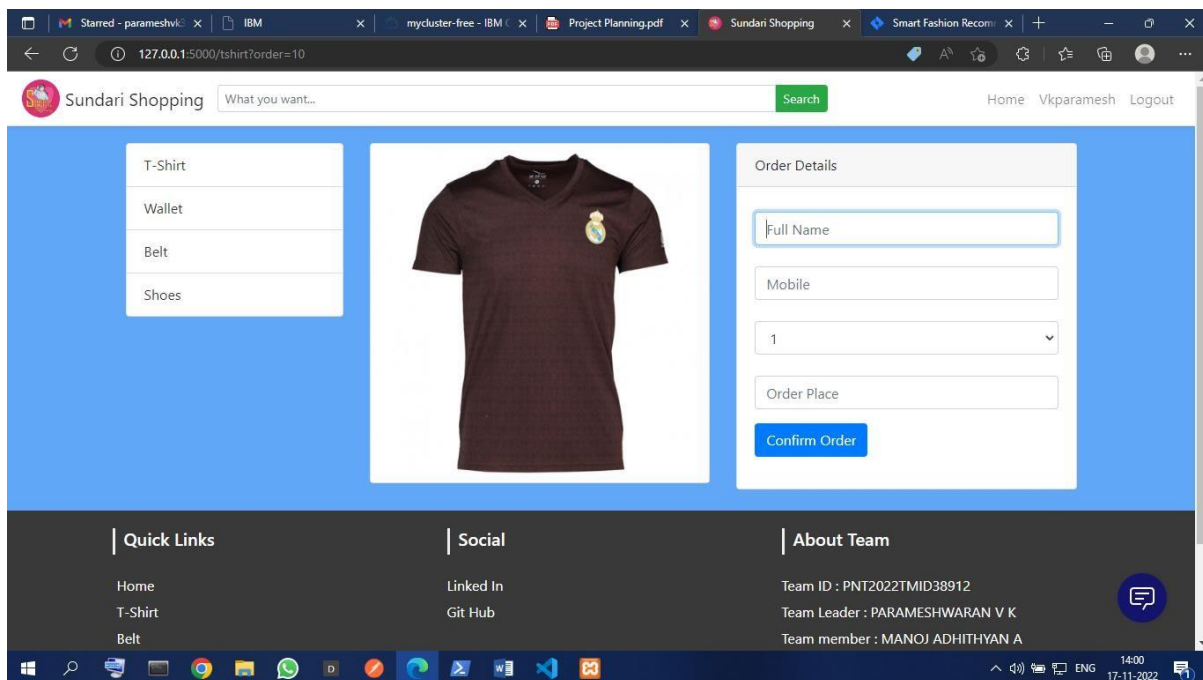 Starred - parameshvk3
IBM
mycluster-free - IBM C
Project Planning.pdf
Sundari Shopping
Smart Fashion Recom
127.0.0.1:5000/tshirt?order=10
Sundari Shopping
What you want...
Search
Home
Vkparamesh
Logout
T-Shirt
Wallet
Belt
Shoes
Order Details
Full Name
Mobile
1
Order Place
Confirm Order
Quick Links
Home
T-Shirt
Belt
Social
Linked In
Git Hub
About Team
Team ID : PNT2022TMID38912
Team Leader : PARAMESHWARAN V K
Team member : MANOJ ADHITHYAN A
ENG
14:00
17-11-2022